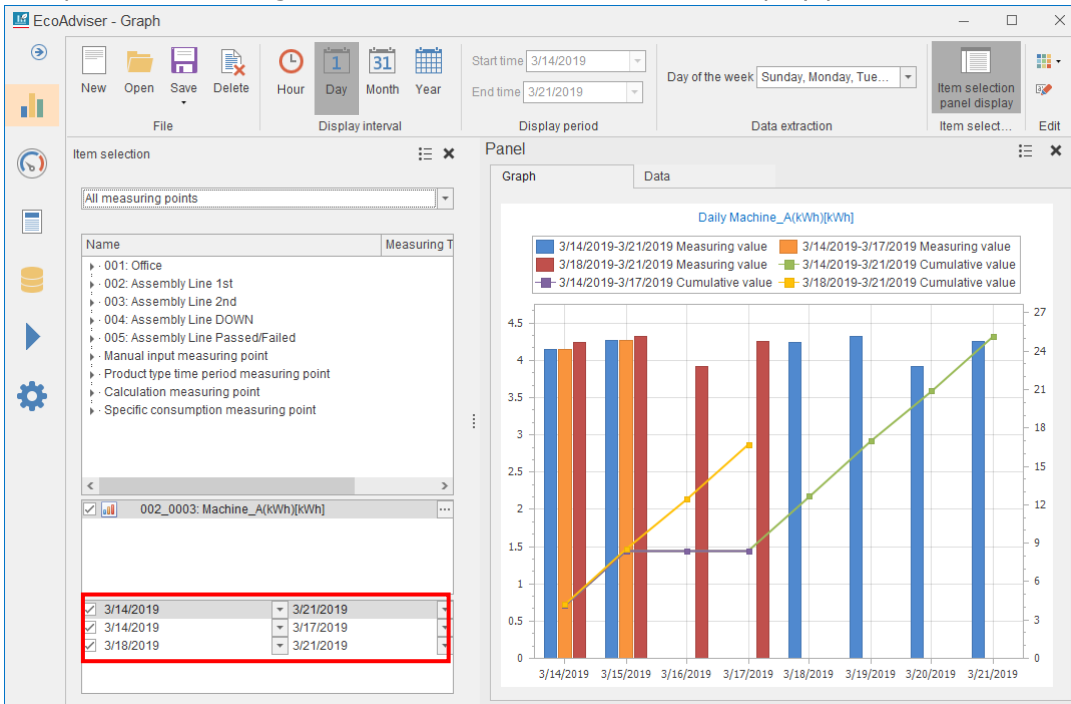 EcoAdviser - Graph
New Open Save Delete
File
Hour Day Month Year
Display interval
Start time 3/14/2019
End time 3/21/2019
Display period
Day of the week Sunday, Monday, Tue...
Data extraction
Item selection
panel display
Item select...
Edit
Item selection
All measuring points
Name Measuring T
001: Office
002: Assembly Line 1st
003: Assembly Line 2nd
004: Assembly Line DOWN
005: Assembly Line Passed/Failed
Manual input measuring point
Product type time period measuring point
Calculation measuring point
Specific consumption measuring point
002_0003: Machine_A(kWh)[kWh]
3/14/2019 3/21/2019
3/14/2019 3/17/2019
3/18/2019 3/21/2019
Panel
Graph Data
Daily Machine_A(kWh)[kWh]
3/14/2019-3/21/2019 Measuring value 3/14/2019-3/17/2019 Measuring value
3/18/2019-3/21/2019 Measuring value 3/14/2019-3/21/2019 Cumulative value
3/14/2019-3/17/2019 Cumulative value 3/18/2019-3/21/2019 Cumulative value
4.5
4
3.5
3
2.5
2
1.5
1
0.5
0
27
24
21
18
15
12
9
6
3
0
3/14/2019 3/15/2019 3/16/2019 3/17/2019 3/18/2019 3/19/2019 3/20/2019 3/21/2019